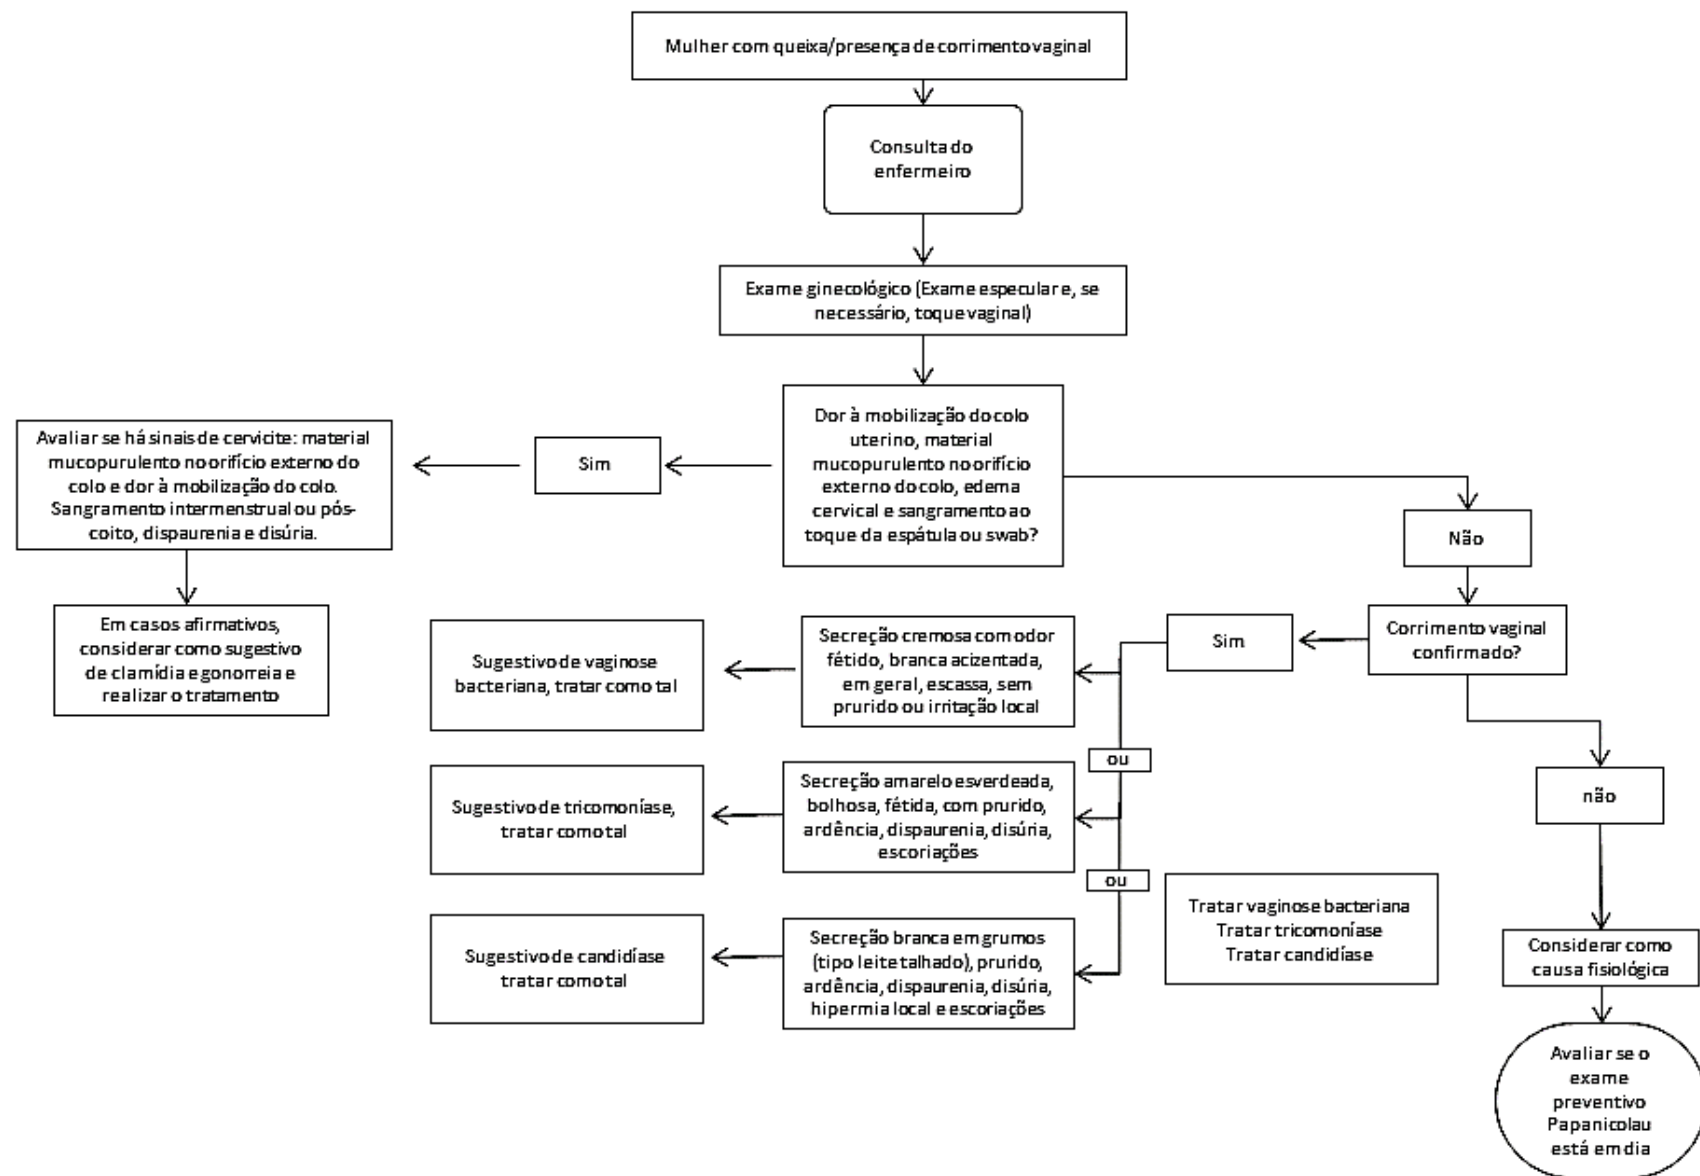 Mulher com queixa/presença de corrimento vaginal
Consulta do
enfermeiro
Exame ginecológico (Exame especular e, se
necessário, toque vaginal)
Dor à mobilização do colo
uterino, material
mucopurulento no orifício
externo do colo, edema
cervical e sangramento ao
toque da espátula ou swab?
Sim
Avaliar se há sinais de cervicite: material
mucopurulento no orifício externo do
colo e dor à mobilização do colo.
Sangramento intermenstrual ou pós-
coito, dispaurenia e disúria.
Em casos afirmativos,
considerar como sugestivo
de clamídia e gonorreia e
realizar o tratamento
Não
Corrimento vaginal
confirmado?
Sim
Secreção cremosa com odor
fétido, branca acizentada,
em geral, escassa, sem
prurido ou irritação local
Sugestivo de vaginose
bacteriana, tratar como tal
ou
Secreção amarelo esverdeada,
bolhosa, fétida, com prurido,
ardência, dispaurenia, disúria,
escoriações
Sugestivo de tricomoníase,
tratar como tal
ou
Secreção branca em grumos
(tipo leite talhado), prurido,
ardência, dispaurenia, disúria,
hipermia local e escoriações
Sugestivo de candidíase
tratar como tal
Tratar vaginose bacteriana
Tratar tricomoníase
Tratar candidíase
não
Considerar como
causa fisiológica
Avaliar se o
exame
preventivo
Papanicolau
está em dia